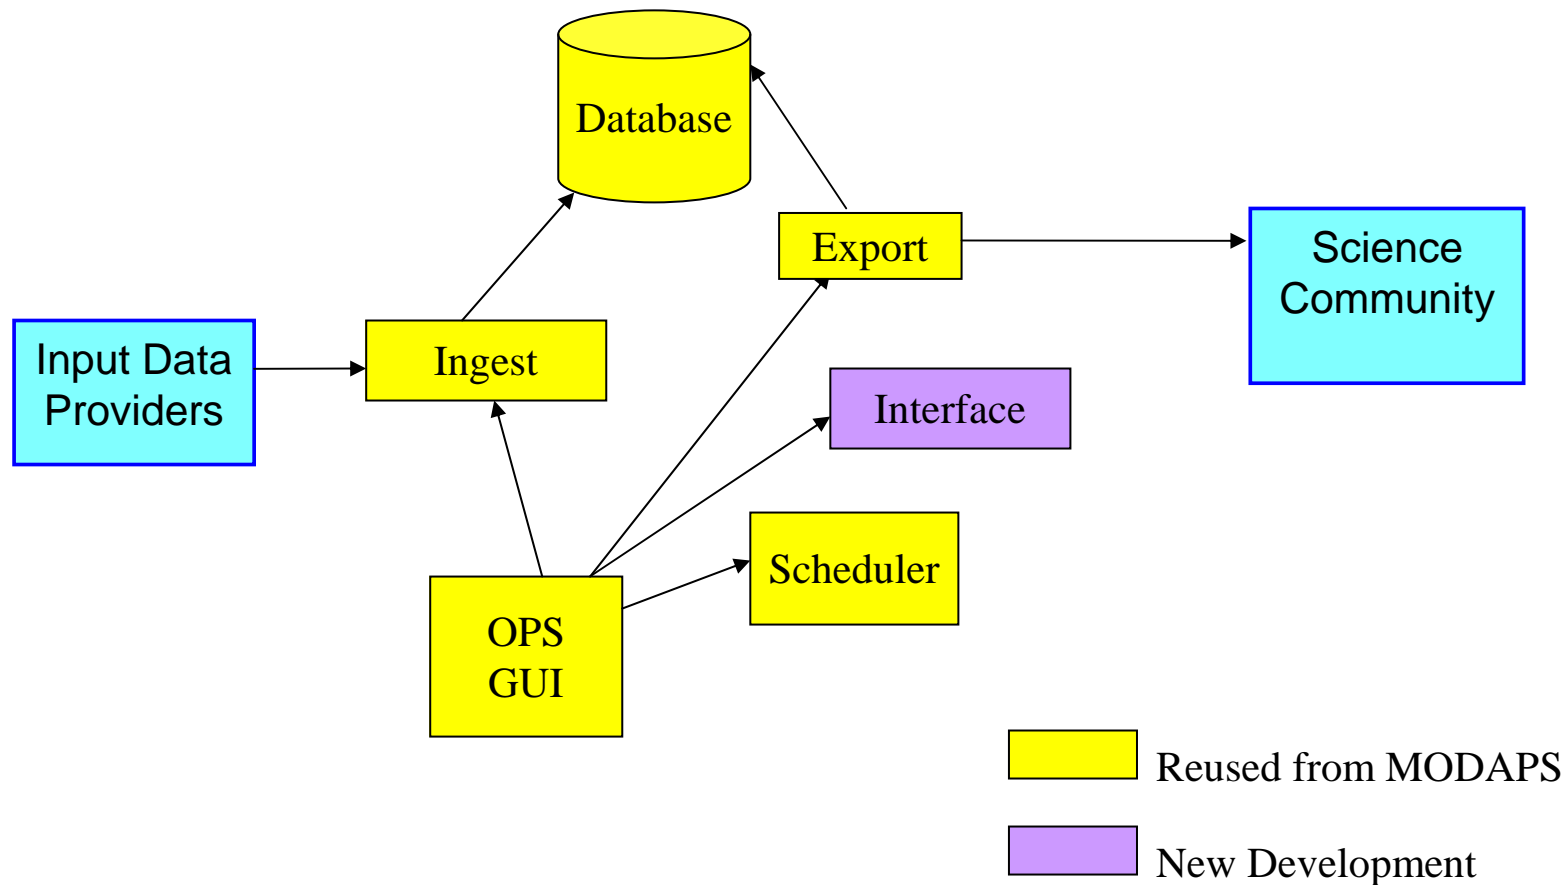 Database
Export
Science
Community
Input Data
Providers
Ingest
Interface
Scheduler
OPS
GUI
Reused from MODAPS
New Development